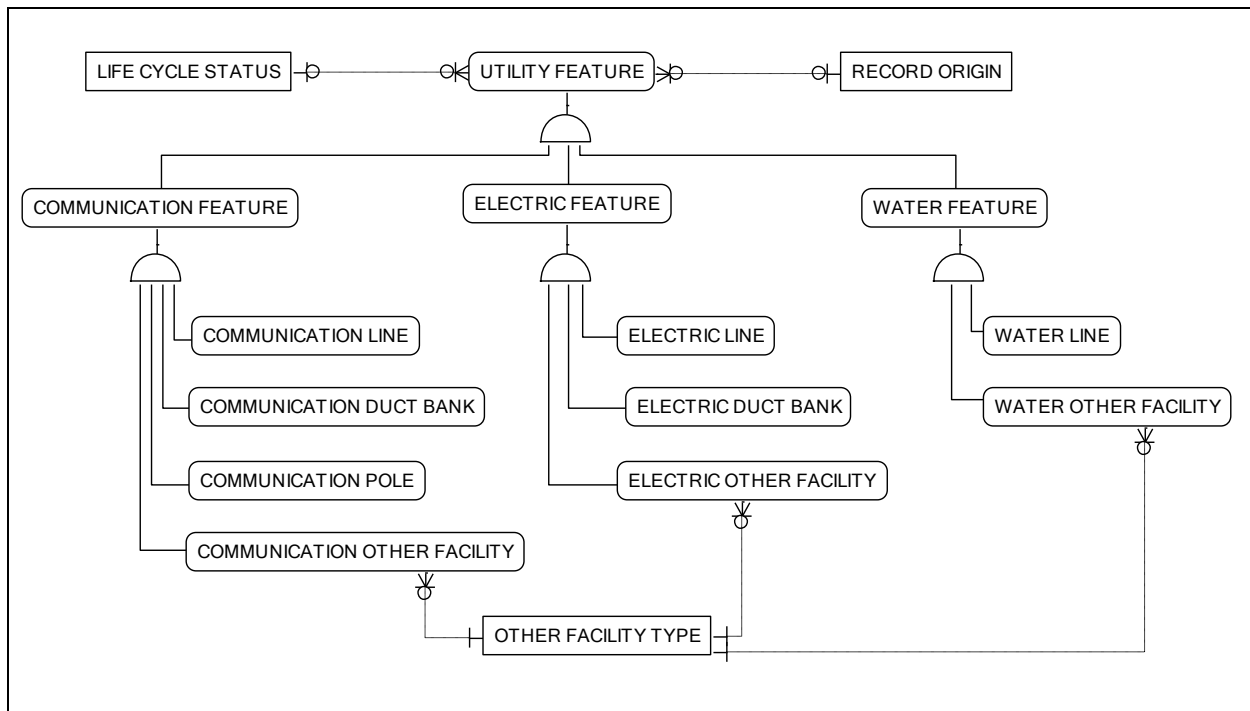 LIFE CYCLE STATUS
UTILITY FEATURE
RECORD ORIGIN
COMMUNICATION FEATURE
ELECTRIC FEATURE
WATER FEATURE
COMMUNICATION LINE
ELECTRIC LINE
WATER LINE
COMMUNICATION DUCT BANK
ELECTRIC DUCT BANK
WATER OTHER FACILITY
COMMUNICATION POLE
ELECTRIC OTHER FACILITY
COMMUNICATION OTHER FACILITY
OTHER FACILITY TYPE